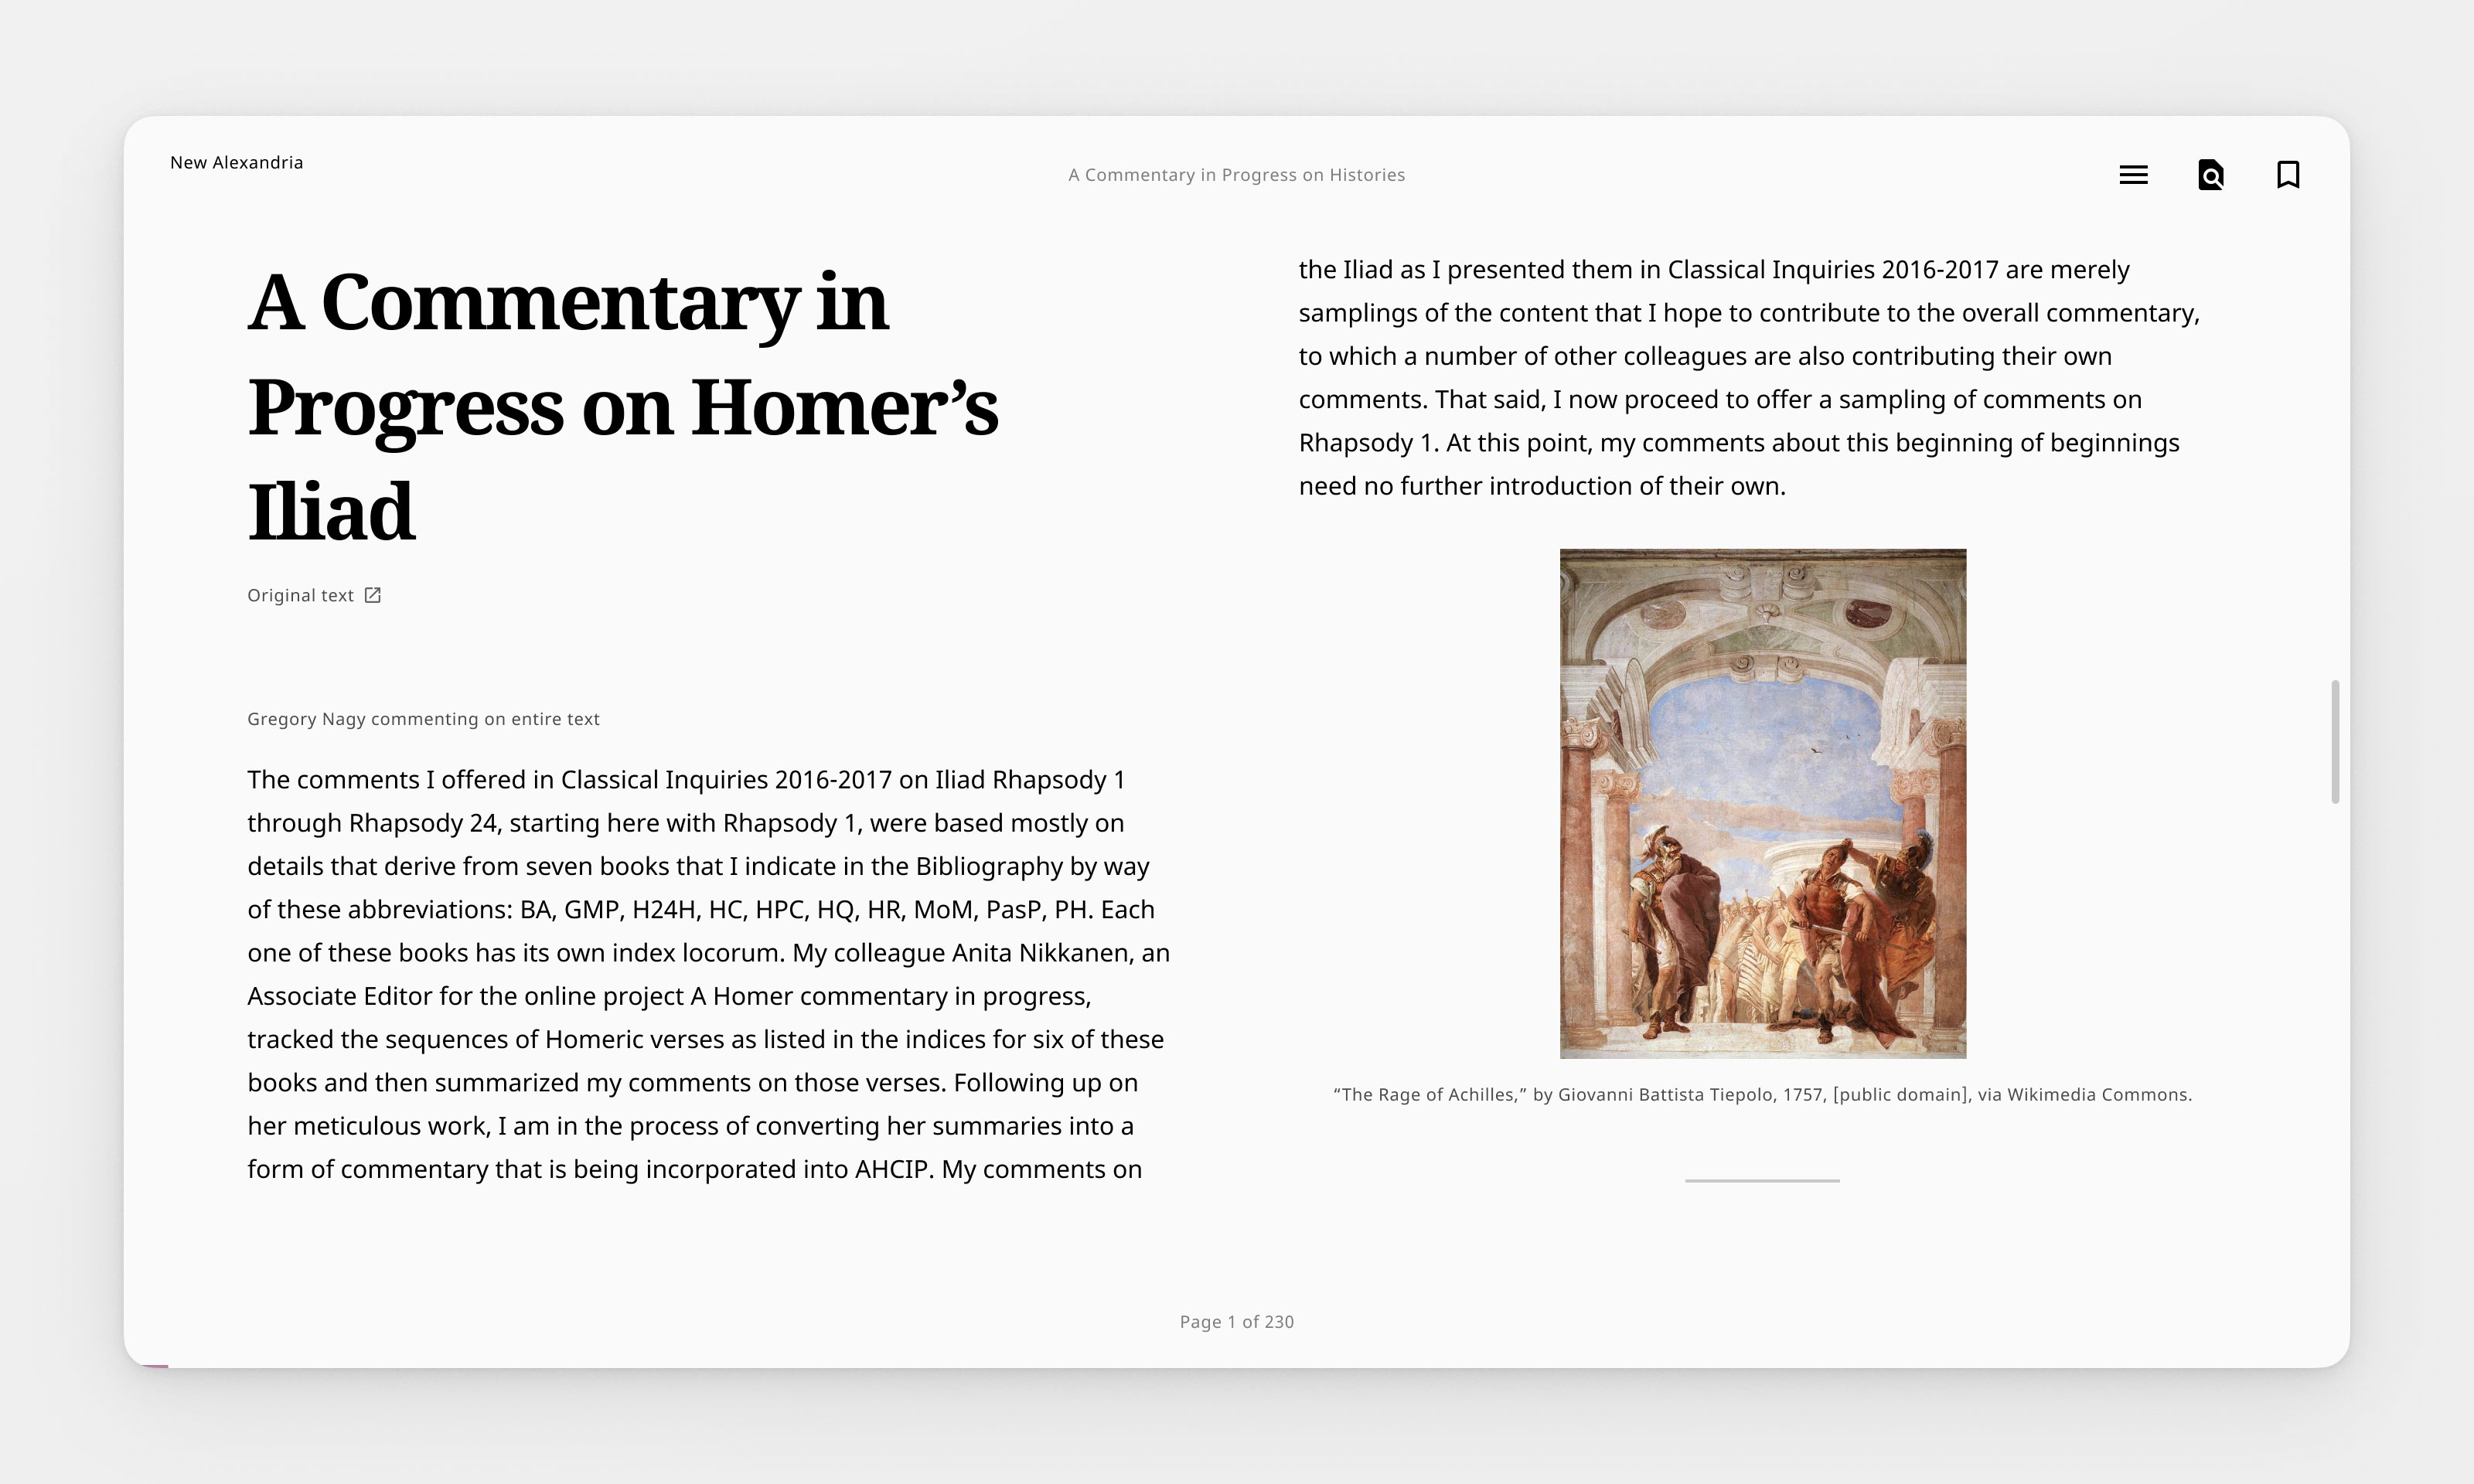 New Alexandria
A Commentary in Progress on Histories
A Commentary in
Progress on Homer’s
Iliad
Original text
Gregory Nagy commenting on entire text
The comments I offered in Classical Inquiries 2016-2017 on Iliad Rhapsody 1
through Rhapsody 24, starting here with Rhapsody 1, were based mostly on
details that derive from seven books that I indicate in the Bibliography by way
of these abbreviations: BA, GMP, H24H, HC, HPC, HQ, HR, MoM, PasP, PH. Each
one of these books has its own index locorum. My colleague Anita Nikkanen, an
Associate Editor for the online project A Homer commentary in progress,
tracked the sequences of Homeric verses as listed in the indices for six of these
books and then summarized my comments on those verses. Following up on
her meticulous work, I am in the process of converting her summaries into a
form of commentary that is being incorporated into AHCIP. My comments on
the Iliad as I presented them in Classical Inquiries 2016-2017 are merely
samplings of the content that I hope to contribute to the overall commentary,
to which a number of other colleagues are also contributing their own
comments. That said, I now proceed to offer a sampling of comments on
Rhapsody 1. At this point, my comments about this beginning of beginnings
need no further introduction of their own.
“The Rage of Achilles,” by Giovanni Battista Tiepolo, 1757, [public domain], via Wikimedia Commons.
Page 1 of 230